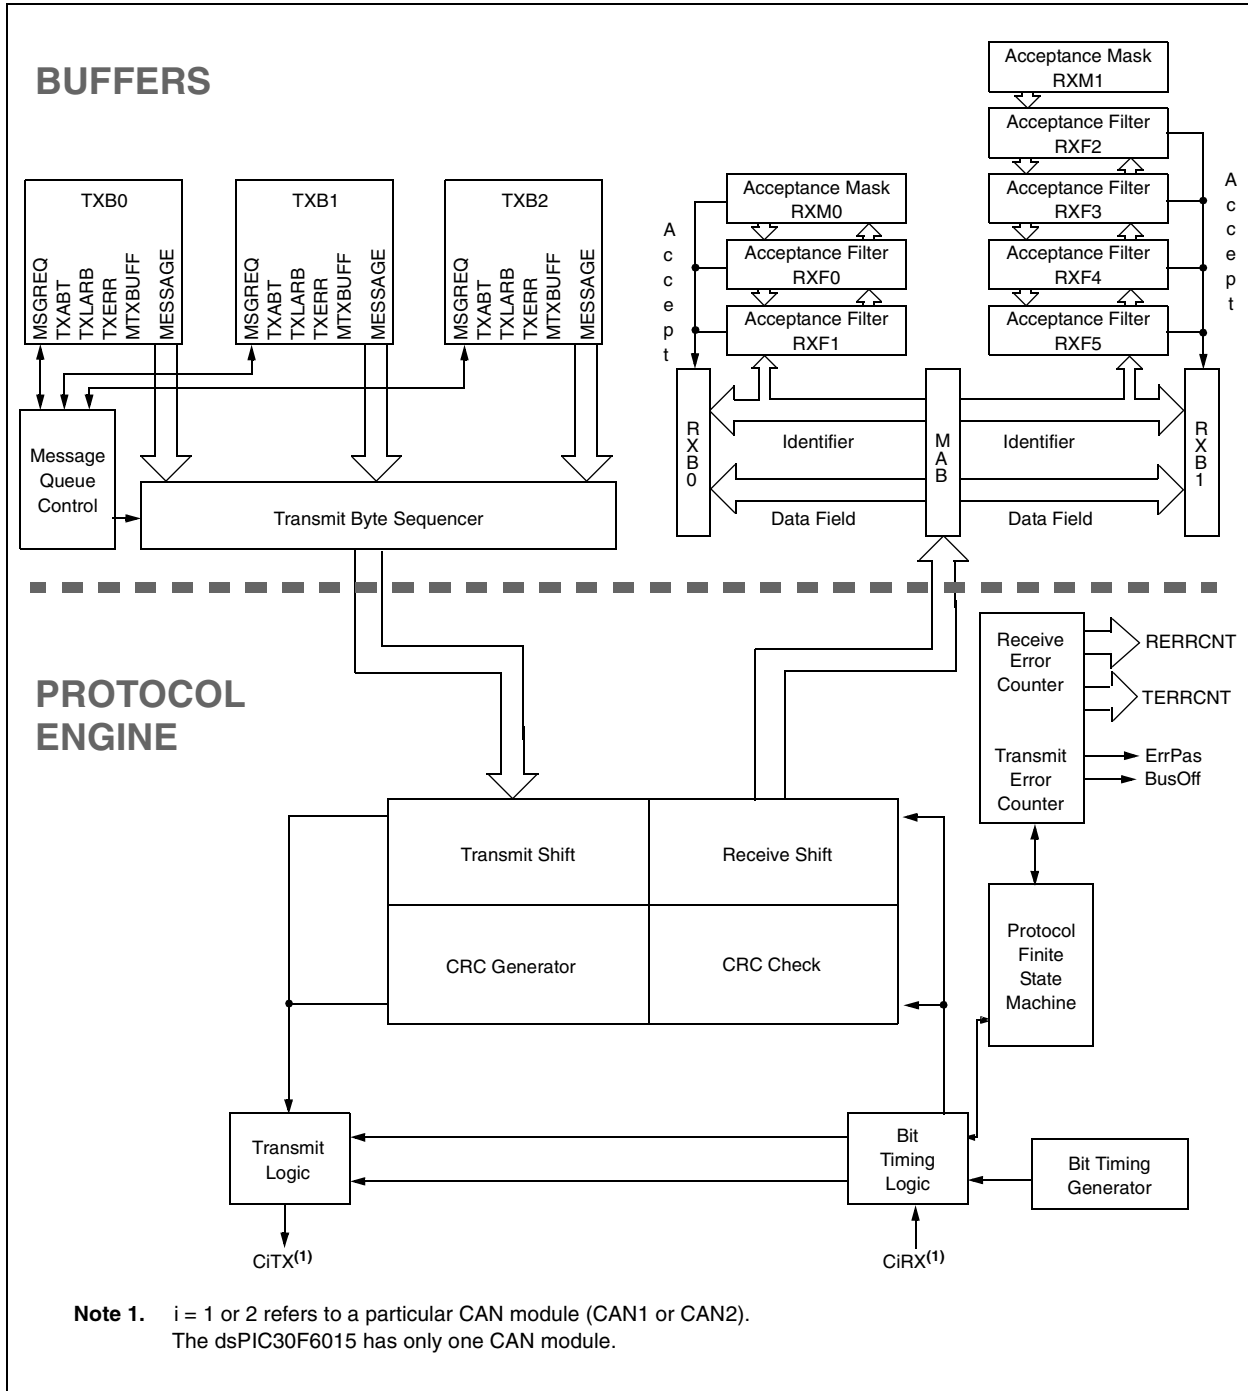 BUFFERS
Acceptance Mask
RXM1
Acceptance Filter
RXF2
Acceptance Filter
RXF3
Acceptance Filter
RXF4
Acceptance Filter
RXF5
Accept
Acceptance Mask
RXM0
Acceptance Filter
RXF0
Acceptance Filter
RXF1
Accept
TXB0
MSGREQ
TXABT
TXLARB
TXERR
MTXBUFF
MESSAGE
TXB1
MSGREQ
TXABT
TXLARB
TXERR
MTXBUFF
MESSAGE
TXB2
MSGREQ
TXABT
TXLARB
TXERR
MTXBUFF
MESSAGE
Message
Queue
Control
Transmit Byte Sequencer
RXB0
Identifier
MAB
Identifier
RXB1
Data Field
Data Field
PROTOCOL
ENGINE
Receive
Error
Counter
RERRCNT
TERRCNT
Transmit
Error
Counter
ErrPas
BusOff
Transmit Shift
Receive Shift
CRC Generator
CRC Check
Protocol
Finite
State
Machine
Transmit
Logic
Bit
Timing
Logic
Bit Timing
Generator
CiTX(1)
CiRX(1)
Note 1. i = 1 or 2 refers to a particular CAN module (CAN1 or CAN2).
The dsPIC30F6015 has only one CAN module.